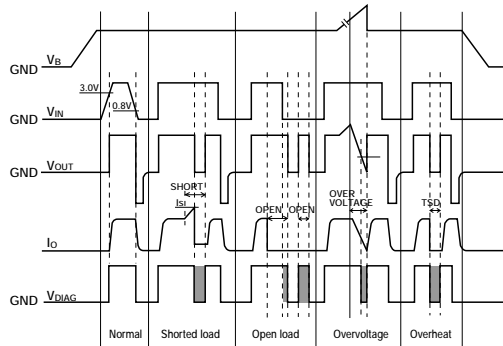 GND VB
3.0V
0.8V
GND VIN
GND VOUT
SHORT
ISI
OPEN OPEN
OVER
VOLTAGE
TSD
IO
GND VDIAG
Normal Shorted load Open load Overvoltage Overheat